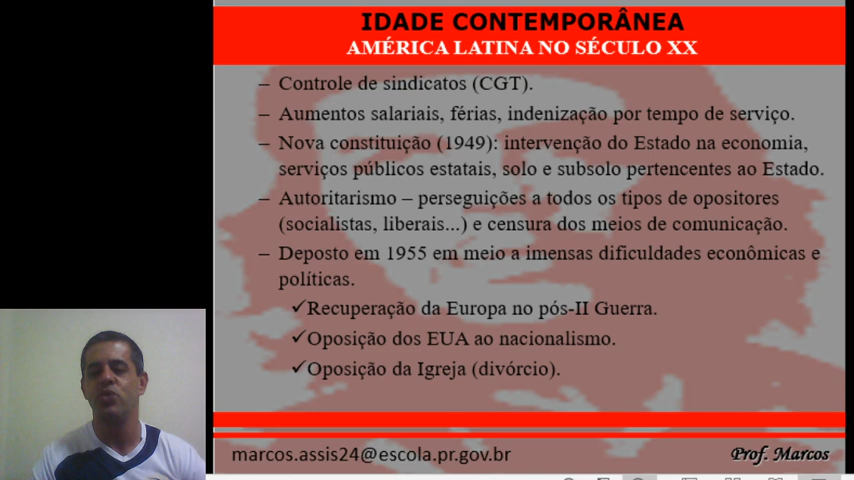 IDADE CONTEMPORÂNEA
AMÉRICA LATINA NO SÉCULO XX
– Controle de sindicatos (CGT).
– Aumentos salariais, férias, indenização por tempo de serviço.
– Nova constituição (1949): intervenção do Estado na economia,
serviços públicos estatais, solo e subsolo pertencentes ao Estado.
– Autoritarismo – perseguições a todos os tipos de opositores
(socialistas, liberais...) e censura dos meios de comunicação.
– Deposto em 1955 em meio a imensas dificuldades econômicas e
políticas.
✓Recuperação da Europa no pós-II Guerra.
✓Oposição dos EUA ao nacionalismo.
✓Oposição da Igreja (divórcio).
marcos.assis24@escola.pr.gov.br
Prof. Marcos